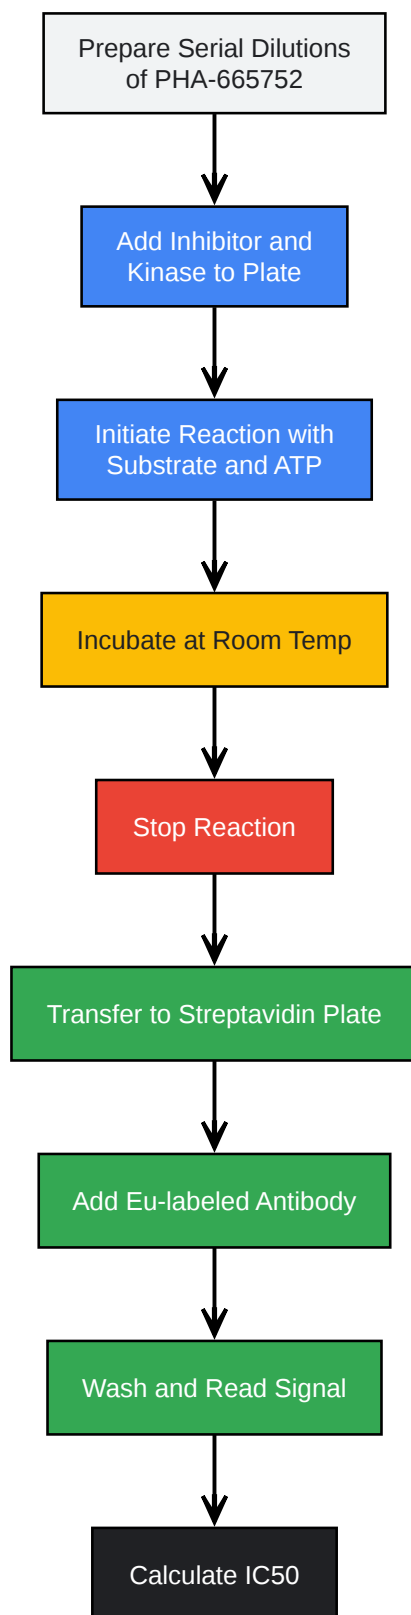 Prepare Serial Dilutions
of PHA-665752
Add Inhibitor and
Kinase to Plate
Initiate Reaction with
Substrate and ATP
Incubate at Room Temp
Stop Reaction
Transfer to Streptavidin Plate
Add Eu-labeled Antibody
Wash and Read Signal
Calculate IC50